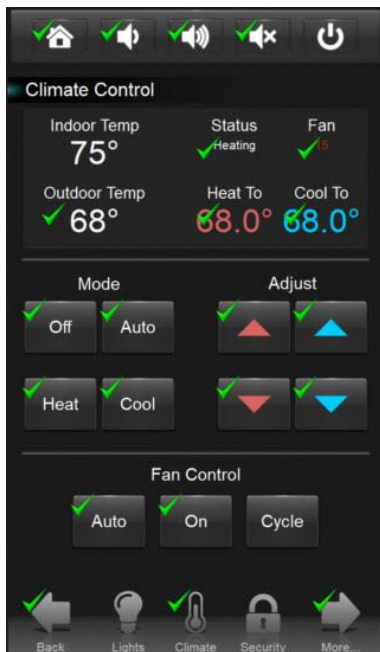 Climate Control
Indoor Temp Status Fan
75° Heating 15
Outdoor Temp Heat To Cool To
68° 68.0° 68.0°
Mode Adjust
Off Auto
Heat Cool
Fan Control
Auto On Cycle
Back Lights Climate Security More...